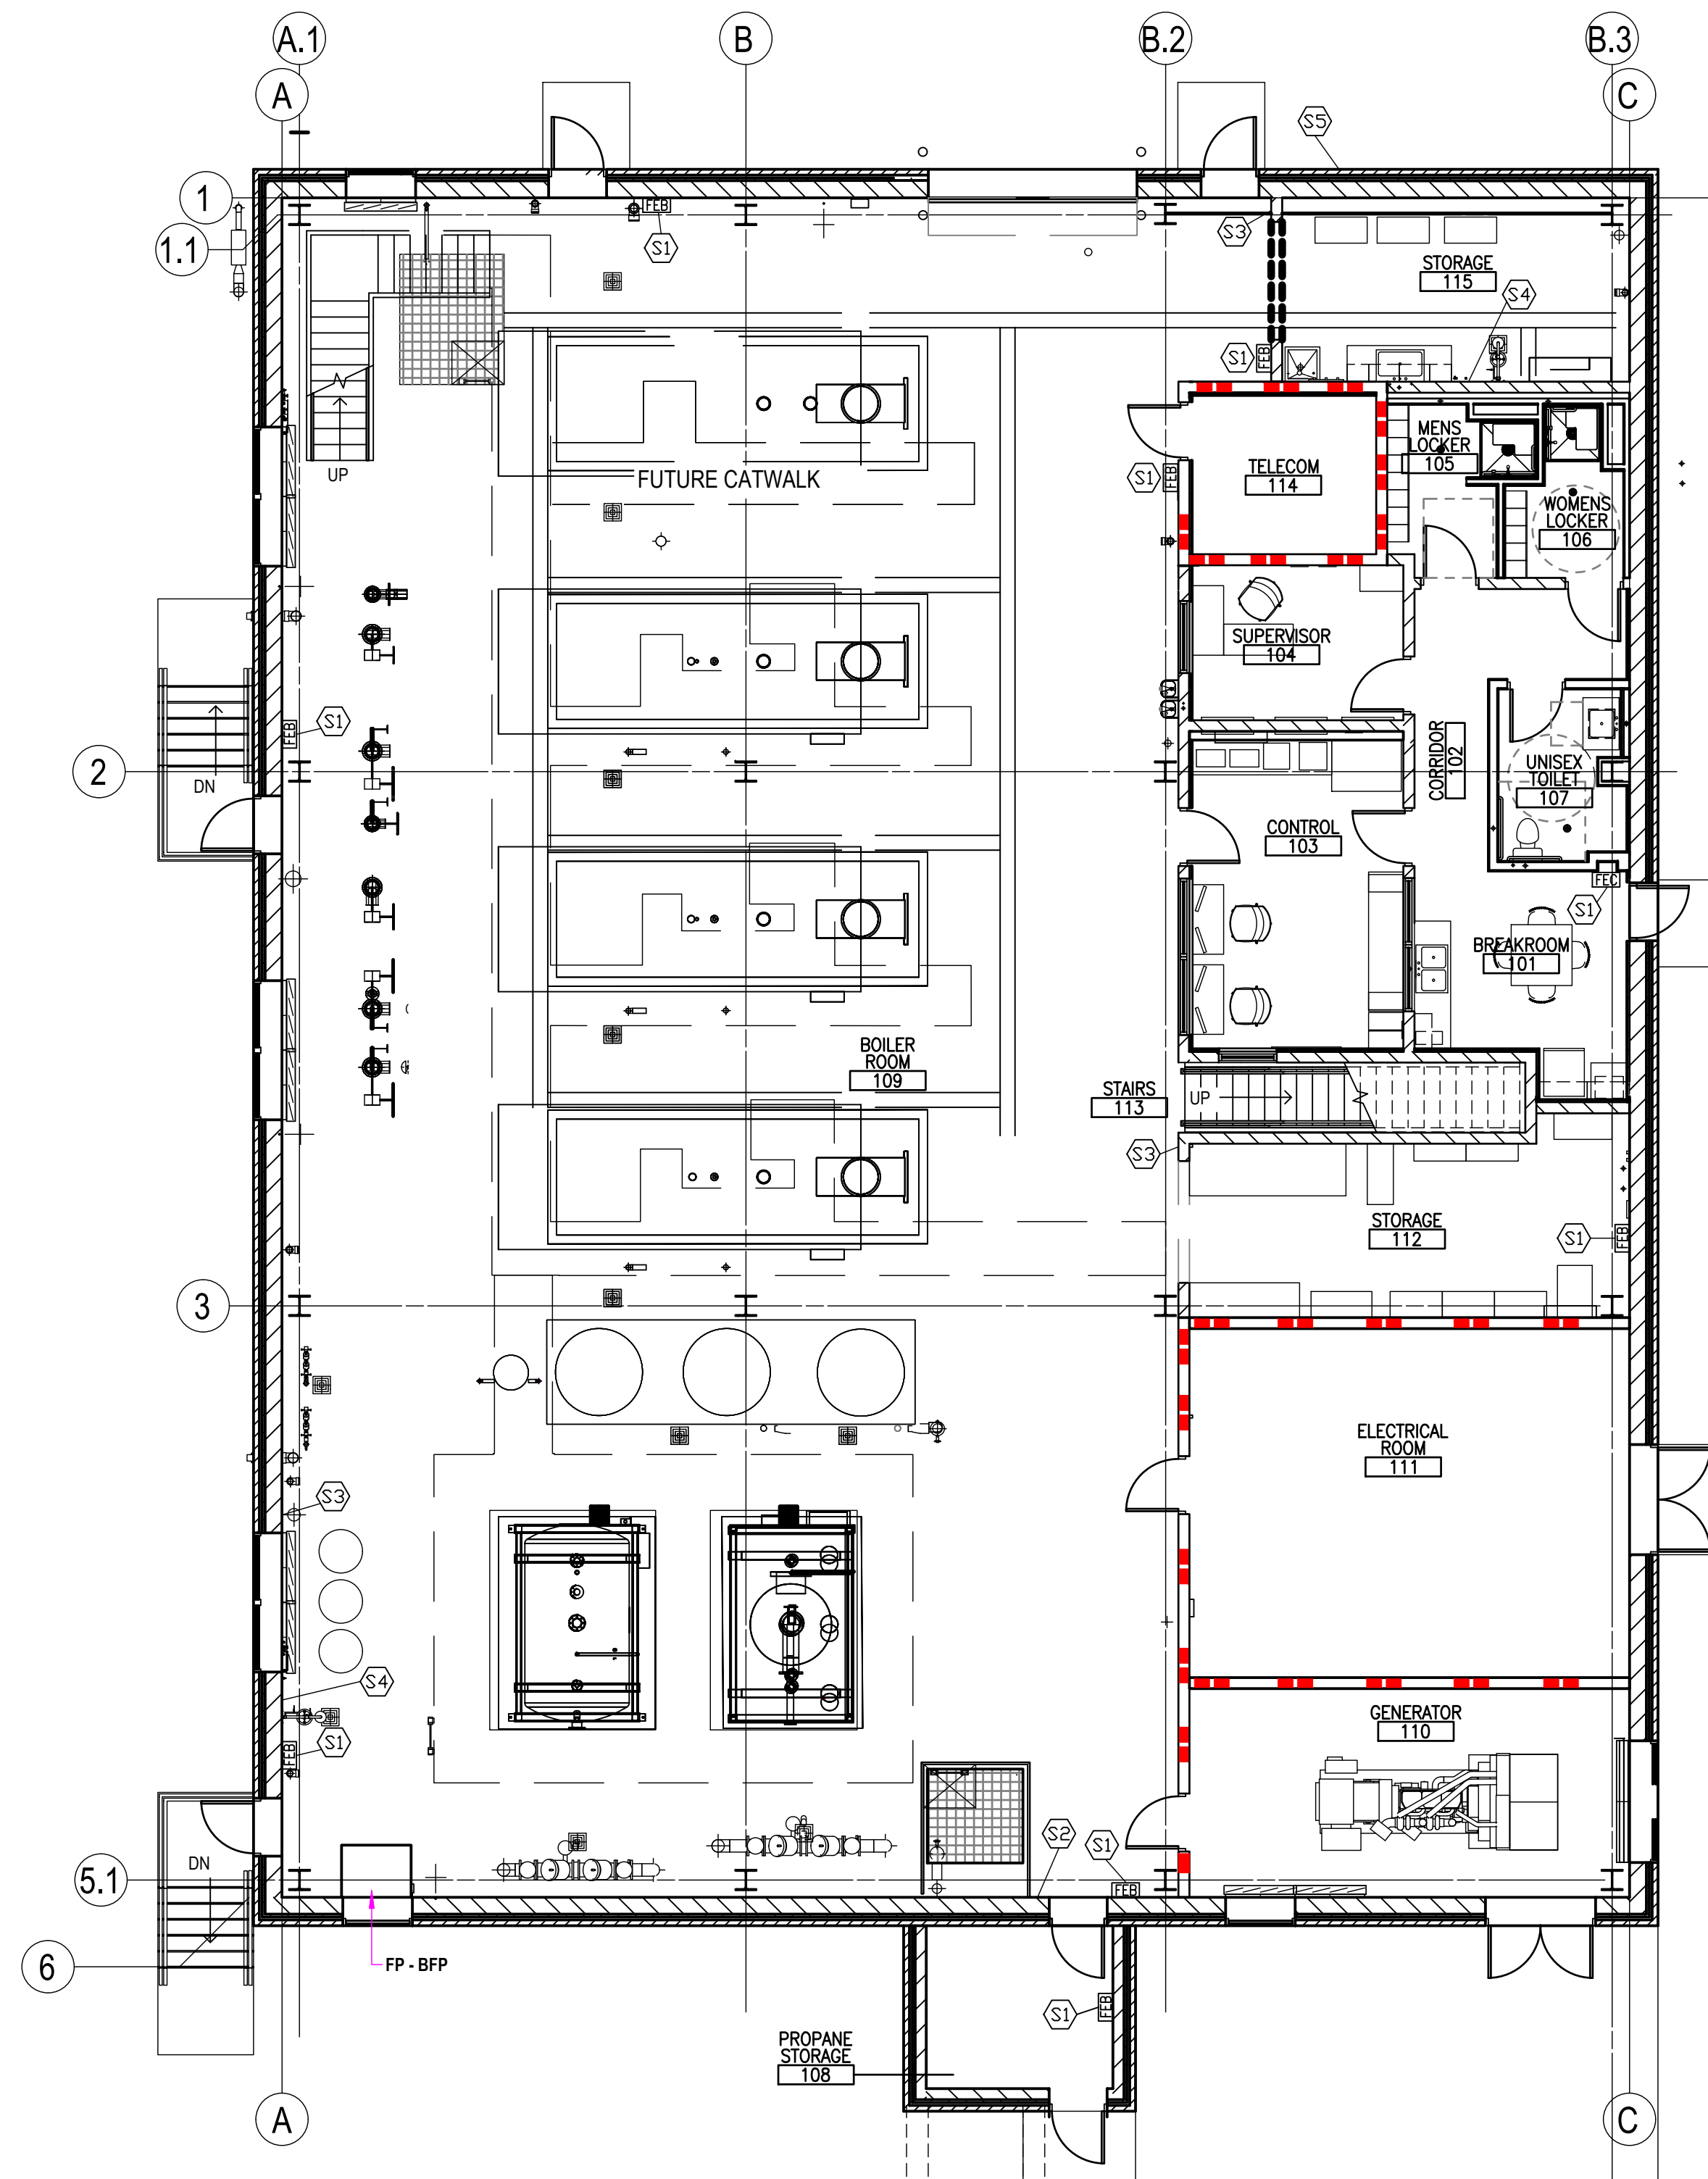 A.1
B
B.2
B.3
A
C
S5
1
FEB
S3
1.1
S1
STORAGE
115
S4
S1
FEB
MENS
LOCKER
105
TELECOM
114
S1
FEB
UP
FUTURE CATWALK
WOMENS
LOCKER
106
SUPERVISOR
104
FEB
S1
CORRIDOR
102
2
DN
UNISEX
TOILET
107
CONTROL
103
FEC
S1
BREAKROOM
101
BOILER
ROOM
109
STAIRS
113
UP
S3
STORAGE
112
S1
FEB
3
ELECTRICAL
ROOM
111
S3
S4
GENERATOR
110
FEB
S1
S2
S1
DN
5.1
FEB
FP - BFP
6
S1
FEB
PROPANE
STORAGE
108
A
C